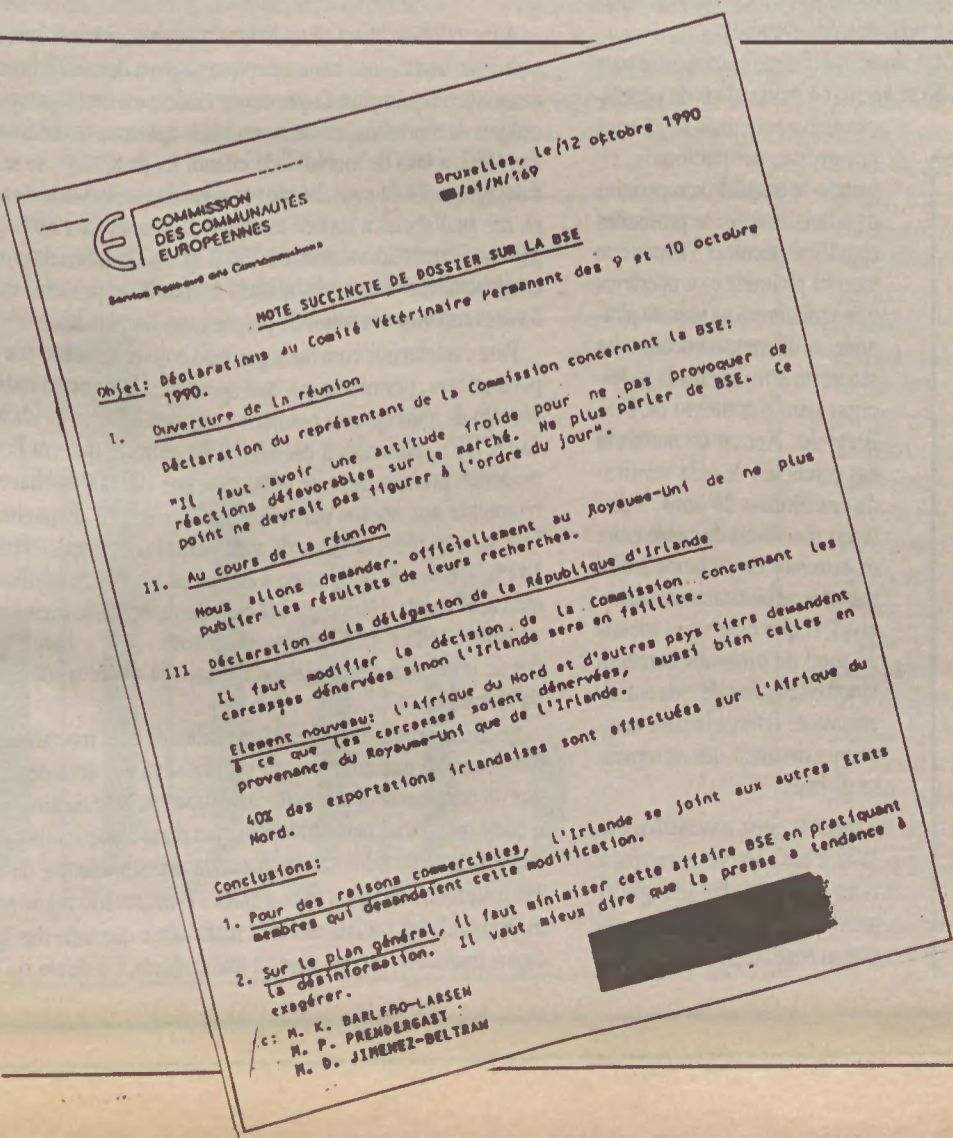 COMMISSION
DES COMMUNAUTÉS
EUROPÉENNES
Service Politique des Consommateurs
Bruxelles, le 12 octobre 1990
/a1/N/169
NOTE SUCCINCTE DE DOSSIER SUR LA BSE
Objet: Déclarations au Comité Vétérinaire Permanent des 9 et 10 octobre
1990.
I. Ouverture de la réunion
Déclaration du représentant de la Commission concernant la BSE:
"Il faut avoir une attitude froide pour ne pas provoquer de
réactions défavorables sur le marché. Ne plus parler de BSE. Ce
point ne devrait pas figurer à l'ordre du jour".
II. Au cours de la réunion
Nous allons demander, officiellement au Royaume-Uni de ne plus
publier les résultats de leurs recherches.
III Déclaration de la délégation de la République d'Irlande
Il faut modifier la décision de la Commission concernant les
carcasses dénervées sinon l'Irlande sera en faillite.
Element nouveau: l'Afrique du Nord et d'autres pays tiers demandent
à ce que les carcasses soient dénervées, aussi bien celles en
provenance du Royaume-Uni que de l'Irlande.
40% des exportations irlandaises sont effectuées sur l'Afrique du
Nord.
Conclusions:
1. Pour des raisons commerciales, l'Irlande se joint aux autres Etats
membres qui demandaient cette modification.
2. Sur le plan général, il faut minimiser cette affaire BSE en pratiquant
la désinformation. Il vaut mieux dire que la presse a tendance à
exagérer.
c: M. K. BARLEBO-LARSEN
M. P. PRENDERGAST
M. D. JIMENEZ-BELTRAN